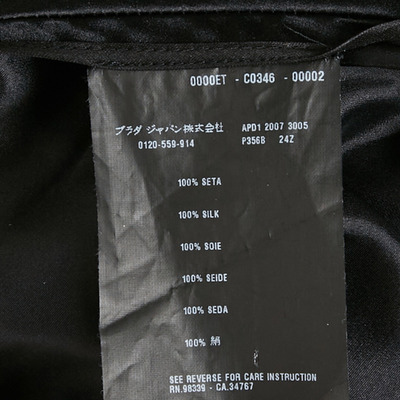 0000ET - C0346 - 00002
プラダ ジャパン株式会社 APD1 2007 3005
0120-559-914 P356B 24Z
100% SETA
100% SILK
100% SOIE
100% SEIDE
100% SEDA
100% 絹
SEE REVERSE FOR CARE INSTRUCTION
RN.98339 - CA.34767